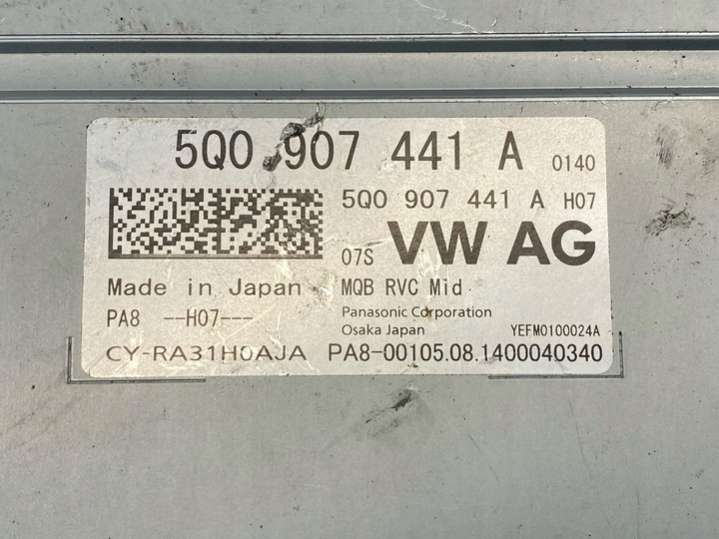 5Q0 907 441 A 0140
5Q0 907 441 A H07
07S VW AG
Made in Japan MQB RVC Mid
PA8 --H07---
Panasonic Corporation
Osaka Japan YEFM0100024A
CY-RA31H0AJA PA8-00105.08.1400040340